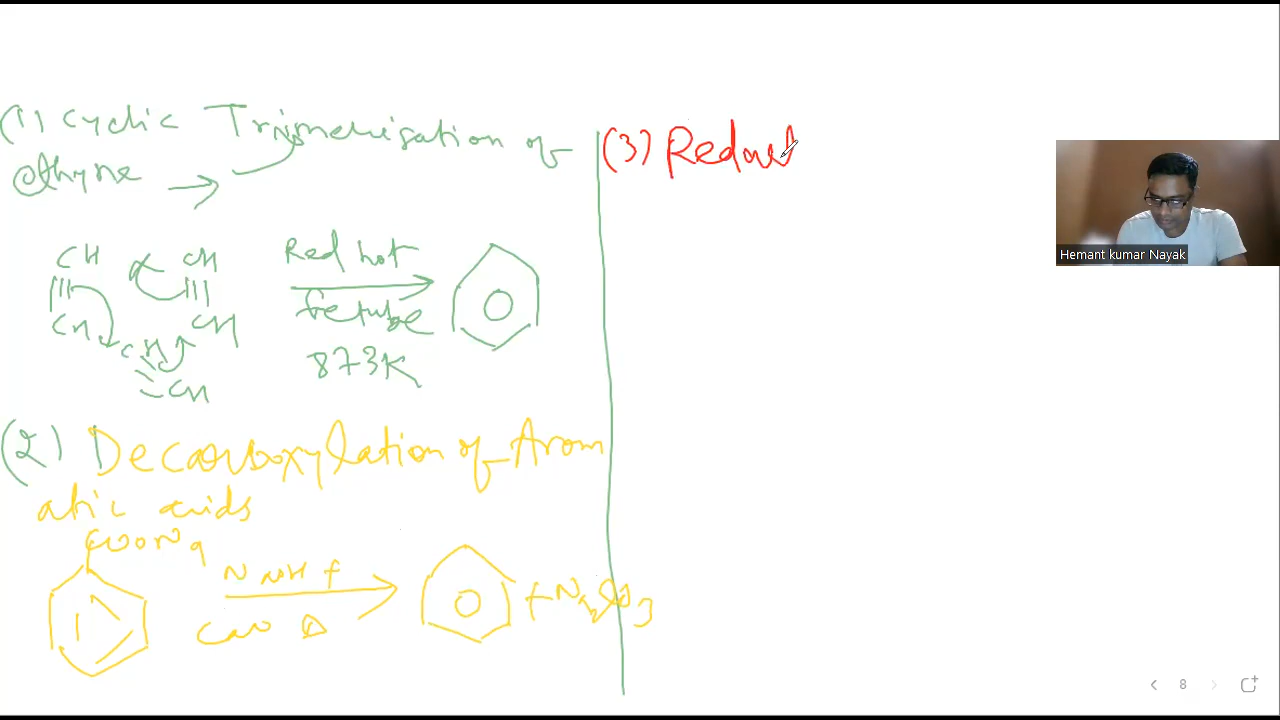 (1) Cyclic Trimerisation of
ethyne →
CH CH
CH CH
CH
CH
Red hot
Fe tube
873K
(2) Decarboxylation of Arom
atic acids
COONa
NaOH +
CaO Δ
+ Na2CO3
(3) Reduct
Hemant kumar Nayak
8